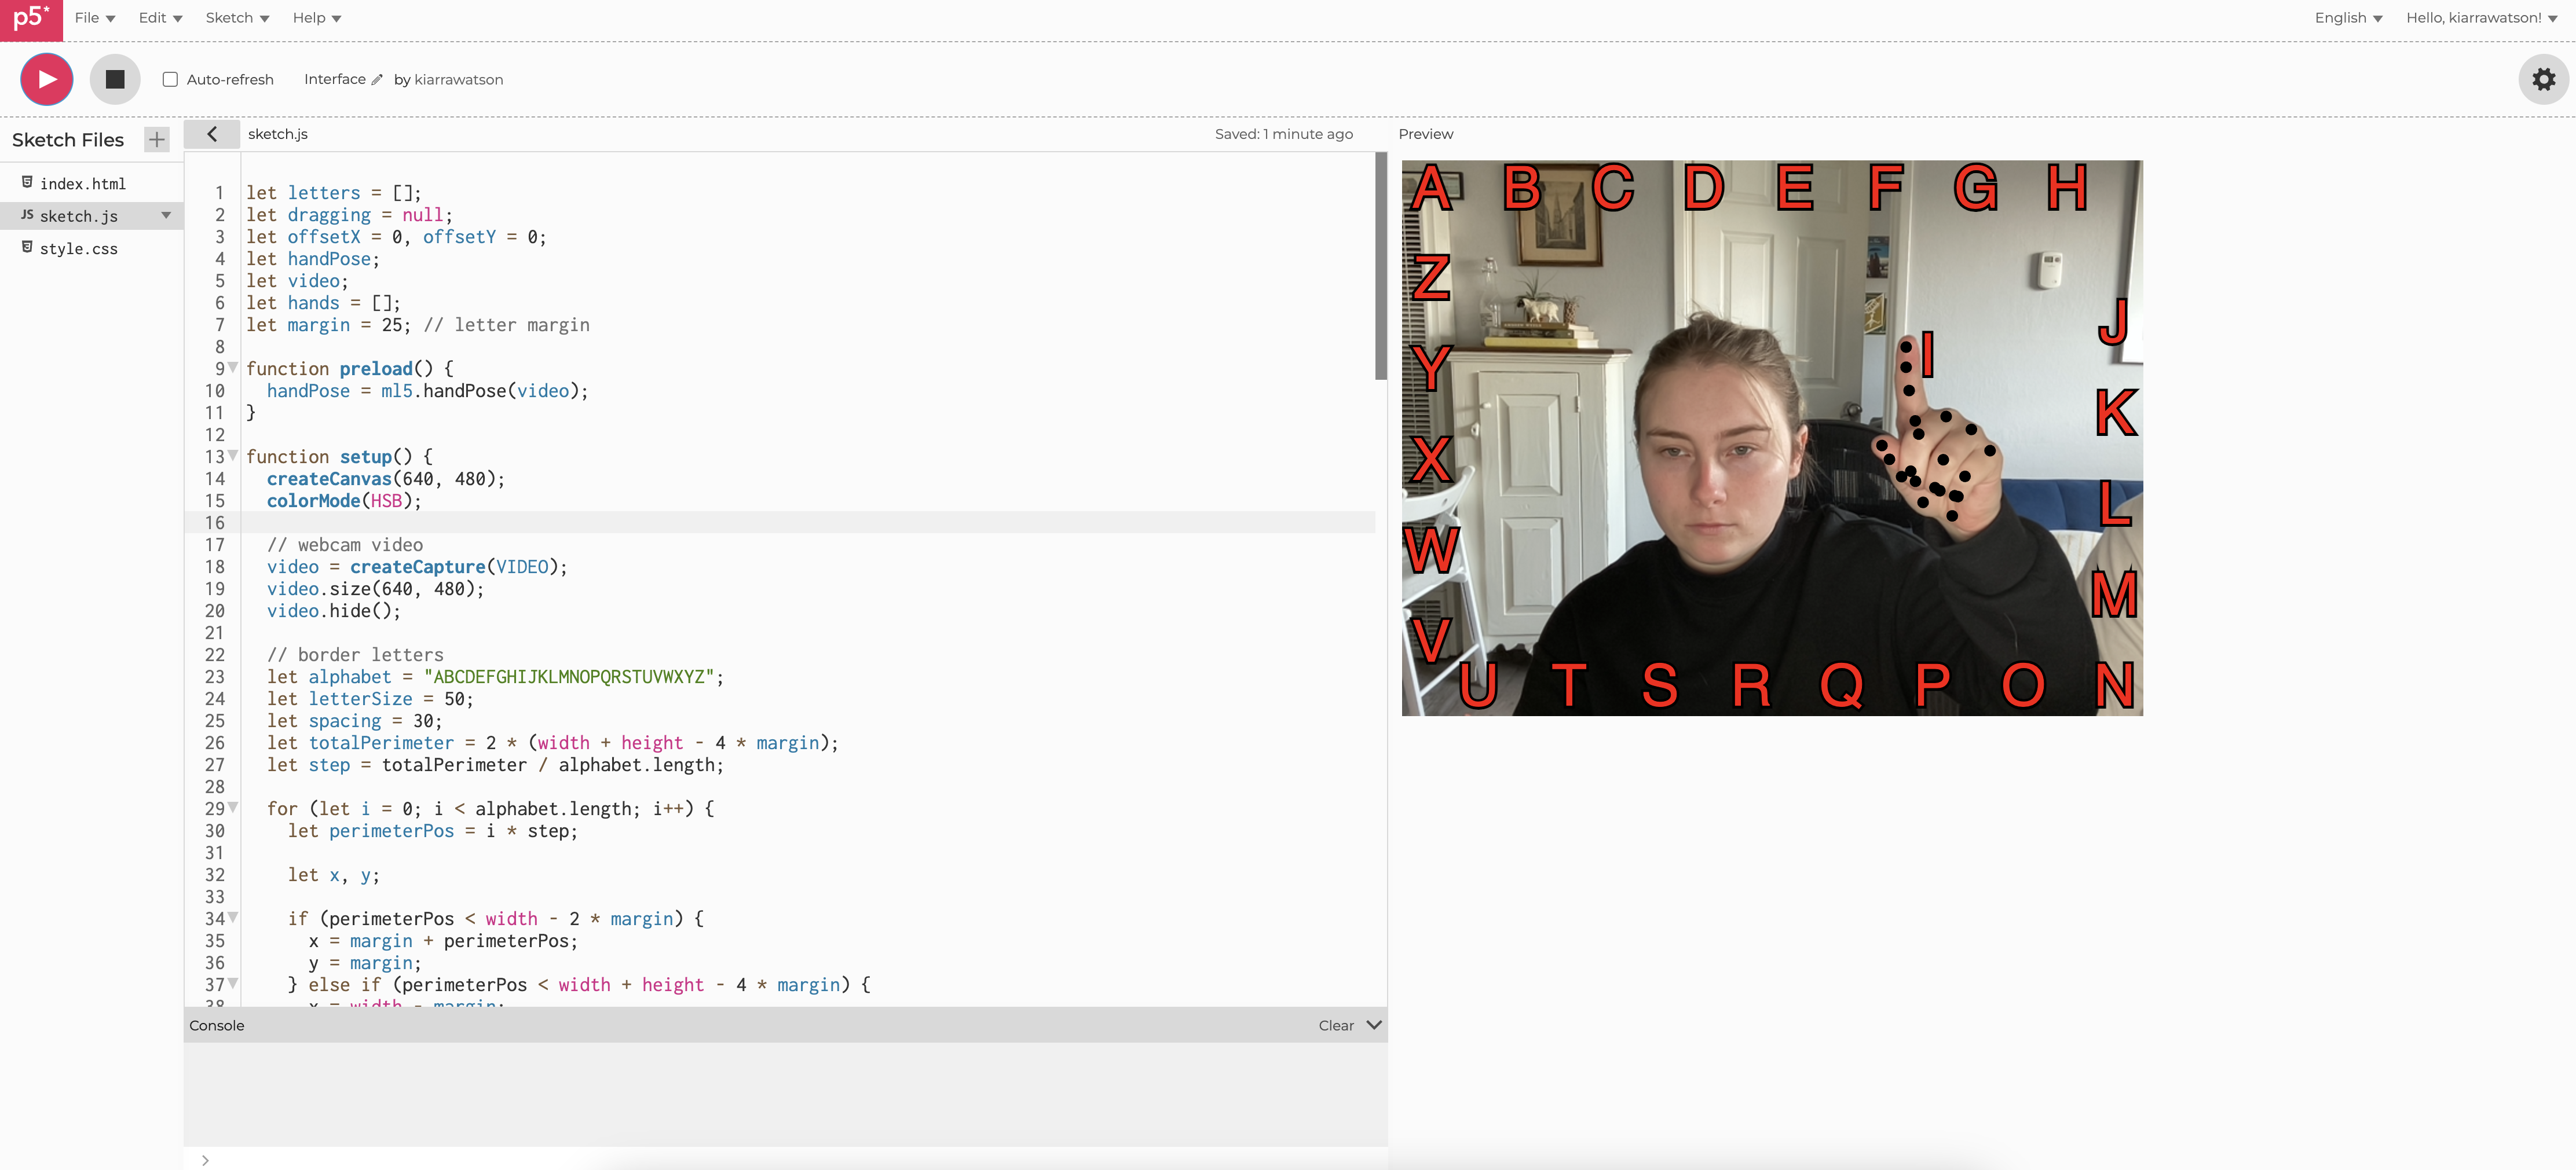 p5* File Edit Sketch Help English Hello, kiarrawatson!
Auto-refresh Interface by kiarrawatson
Sketch Files +
index.html
JS sketch.js
style.css
sketch.js Saved: 1 minute ago
1 let letters = [];
2 let dragging = null;
3 let offsetX = 0, offsetY = 0;
4 let handPose;
5 let video;
6 let hands = [];
7 let margin = 25; // letter margin
8
9 function preload() {
10 handPose = ml5.handPose(video);
11 }
12
13 function setup() {
14 createCanvas(640, 480);
15 colorMode(HSB);
16
17 // webcam video
18 video = createCapture(VIDEO);
19 video.size(640, 480);
20 video.hide();
21
22 // border letters
23 let alphabet = "ABCDEFGHIJKLMNOPQRSTUVWXYZ";
24 let letterSize = 50;
25 let spacing = 30;
26 let totalPerimeter = 2 * (width + height - 4 * margin);
27 let step = totalPerimeter / alphabet.length;
28
29 for (let i = 0; i < alphabet.length; i++) {
30 let perimeterPos = i * step;
31
32 let x, y;
33
34 if (perimeterPos < width - 2 * margin) {
35 x = margin + perimeterPos;
36 y = margin;
37 } else if (perimeterPos < width + height - 4 * margin) {
38 x = width - margin;
Console Clear
>
Preview
A B C D E F G H
Z
J
I
Y
K
X
L
W
M
V
U T S R Q P O N